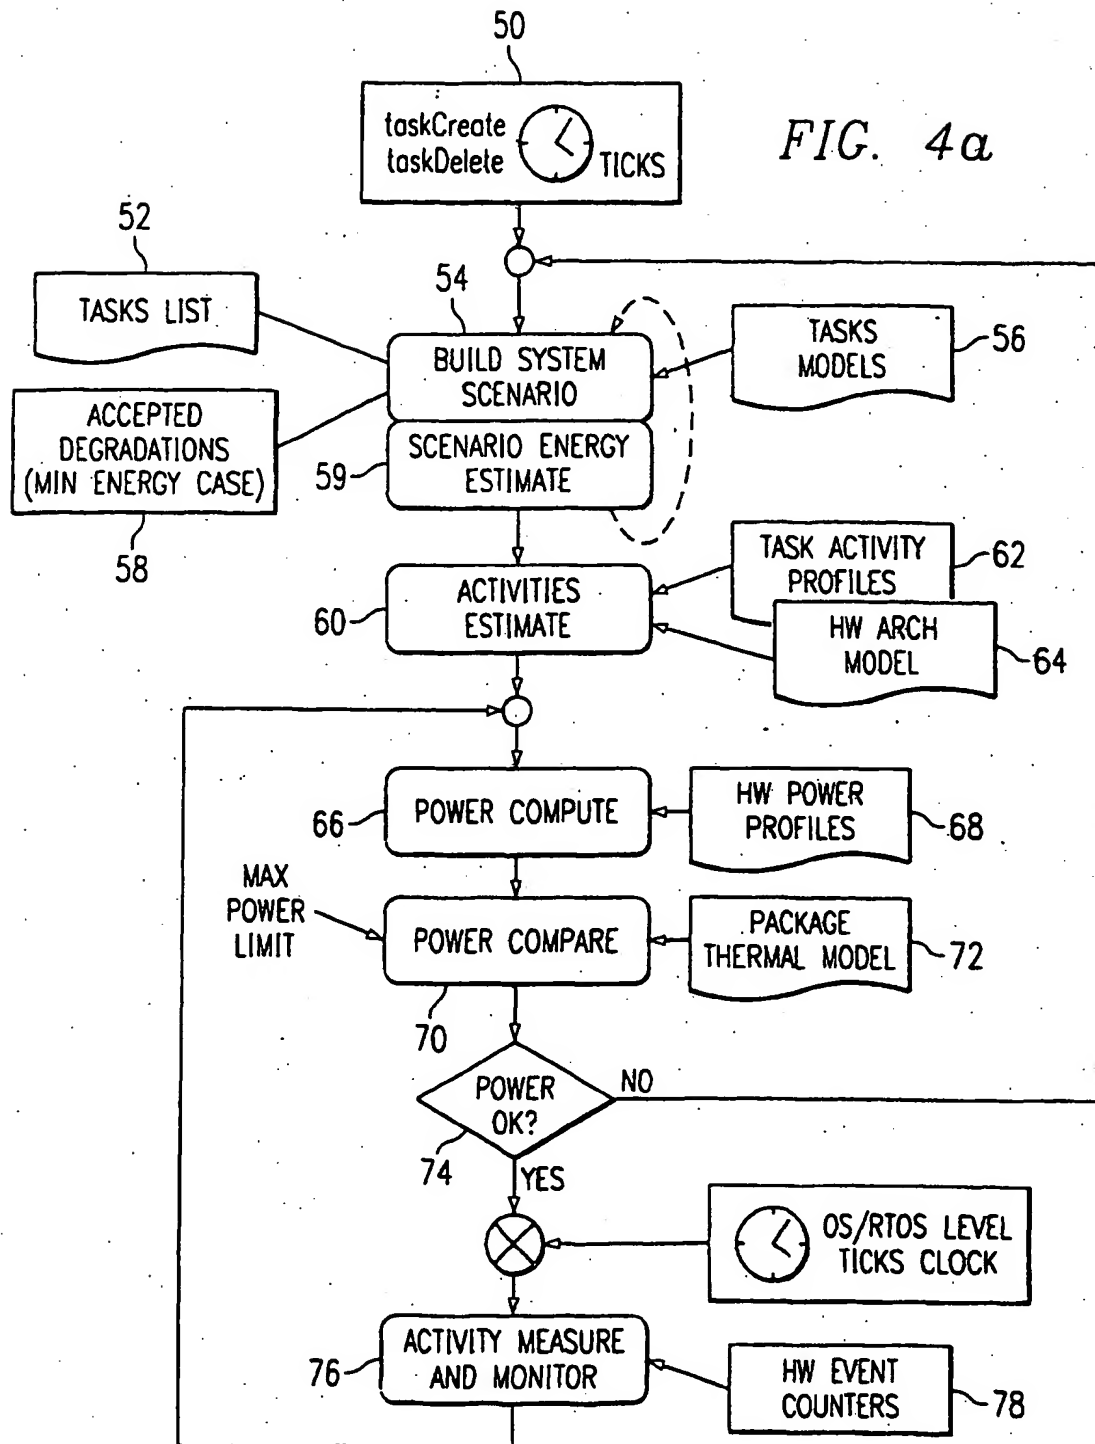 50
taskCreate
taskDelete
TICKS
FIG. 4a
52
TASKS LIST
54
BUILD SYSTEM
SCENARIO
TASKS
MODELS
56
ACCEPTED
DEGRADATIONS
(MIN ENERGY CASE)
58
59
SCENARIO ENERGY
ESTIMATE
60
ACTIVITIES
ESTIMATE
TASK ACTIVITY
PROFILES
62
HW ARCH
MODEL
64
66
POWER COMPUTE
HW POWER
PROFILES
68
MAX
POWER
LIMIT
POWER COMPARE
70
PACKAGE
THERMAL MODEL
72
POWER
OK?
74
NO
YES
OS/RTOS LEVEL
TICKS CLOCK
76
ACTIVITY MEASURE
AND MONITOR
HW EVENT
COUNTERS
78